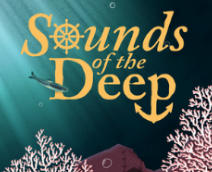 Sounds
of the
Deep